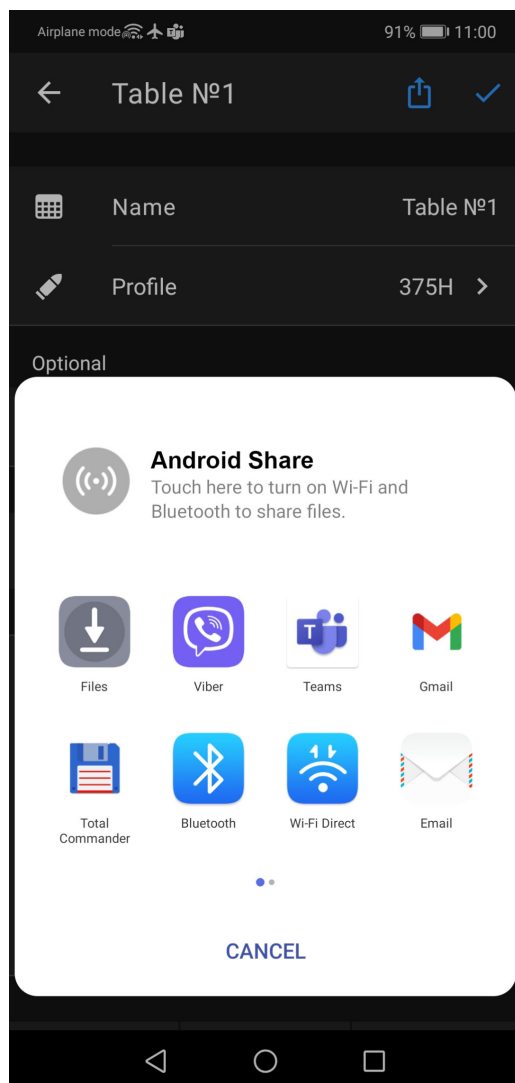 Airplane mode 91% 11:00
Table №1
Name Table №1
Profile 375H
Optional
Android Share
Touch here to turn on Wi-Fi and
Bluetooth to share files.
Files Viber Teams Gmail
Total
Commander Bluetooth Wi-Fi Direct Email
CANCEL